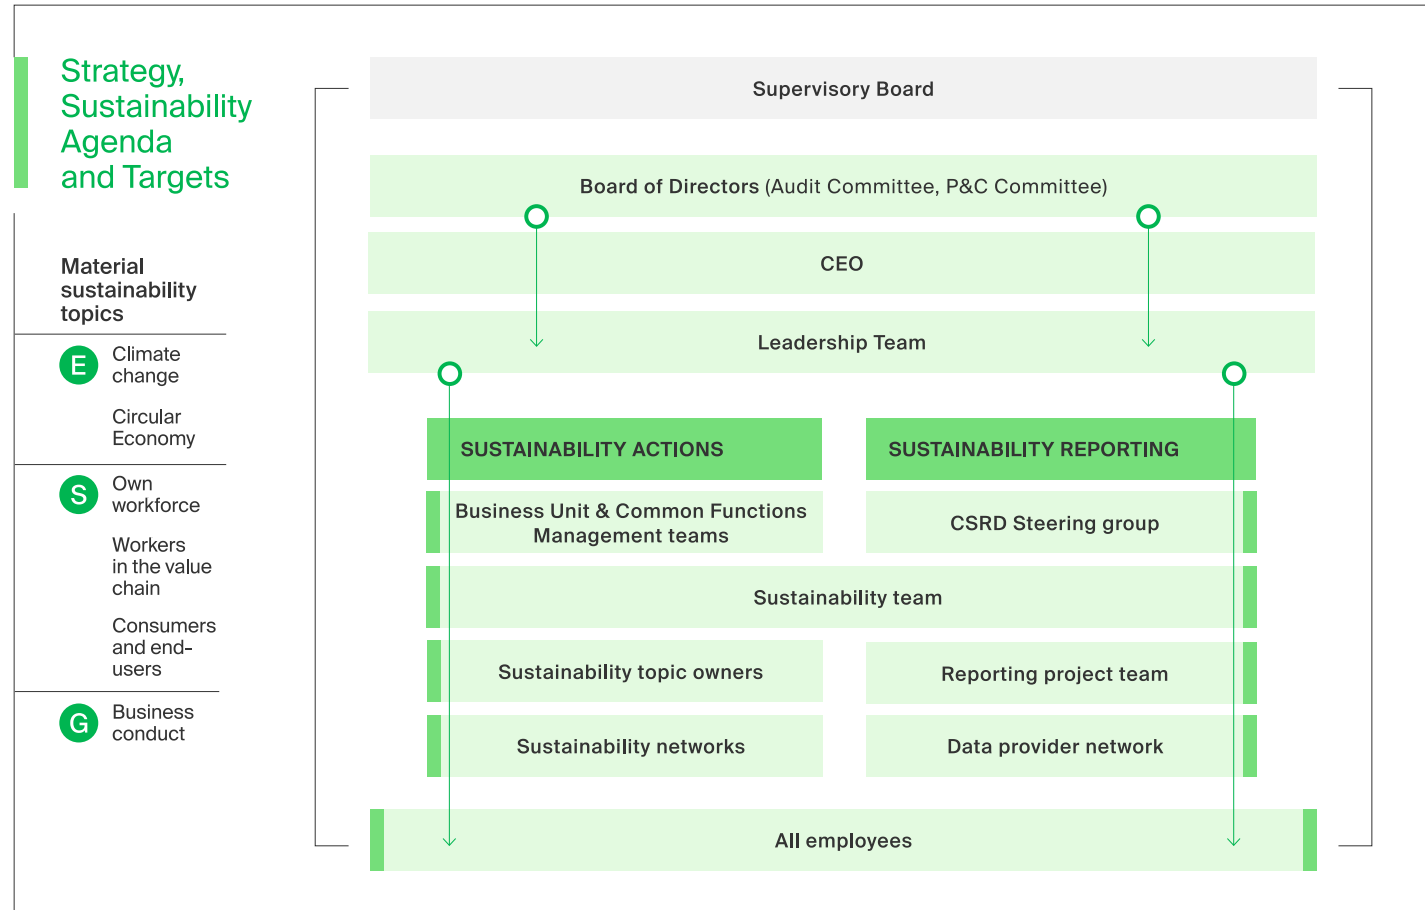 Strategy,
Sustainability
Agenda
and Targets
Material
sustainability
topics
E
Climate
change
Circular
Economy
S
Own
workforce
Workers
in the value
chain
Consumers
and end-
users
G
Business
conduct
Supervisory Board
Board of Directors (Audit Committee, P&C Committee)
CEO
Leadership Team
SUSTAINABILITY ACTIONS
SUSTAINABILITY REPORTING
Business Unit & Common Functions
Management teams
CSRD Steering group
Sustainability team
Sustainability topic owners
Reporting project team
Sustainability networks
Data provider network
All employees